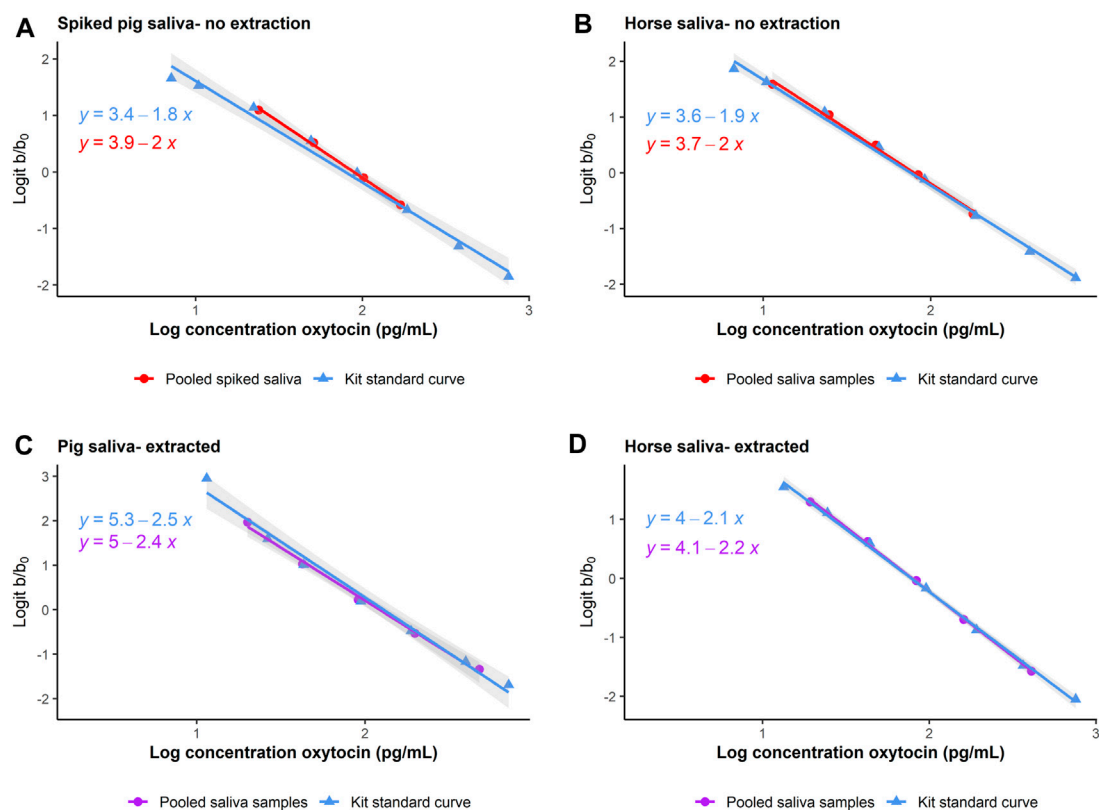 A
Spiked pig saliva- no extraction
2
1
0
-1
-2
Logit b/b0
y = 3.4 – 1.8 x
y = 3.9 – 2 x
1
2
3
Log concentration oxytocin (pg/mL)
Pooled spiked saliva
Kit standard curve
B
Horse saliva- no extraction
2
1
0
-1
-2
Logit b/b0
y = 3.6 – 1.9 x
y = 3.7 – 2 x
1
2
Log concentration oxytocin (pg/mL)
Pooled saliva samples
Kit standard curve
C
Pig saliva- extracted
3
2
1
0
-1
-2
Logit b/b0
y = 5.3 – 2.5 x
y = 5 – 2.4 x
1
2
Log concentration oxytocin (pg/mL)
Pooled saliva samples
Kit standard curve
D
Horse saliva- extracted
1
0
-1
-2
Logit b/b0
y = 4 – 2.1 x
y = 4.1 – 2.2 x
1
2
3
Log concentration oxytocin (pg/mL)
Pooled saliva samples
Kit standard curve